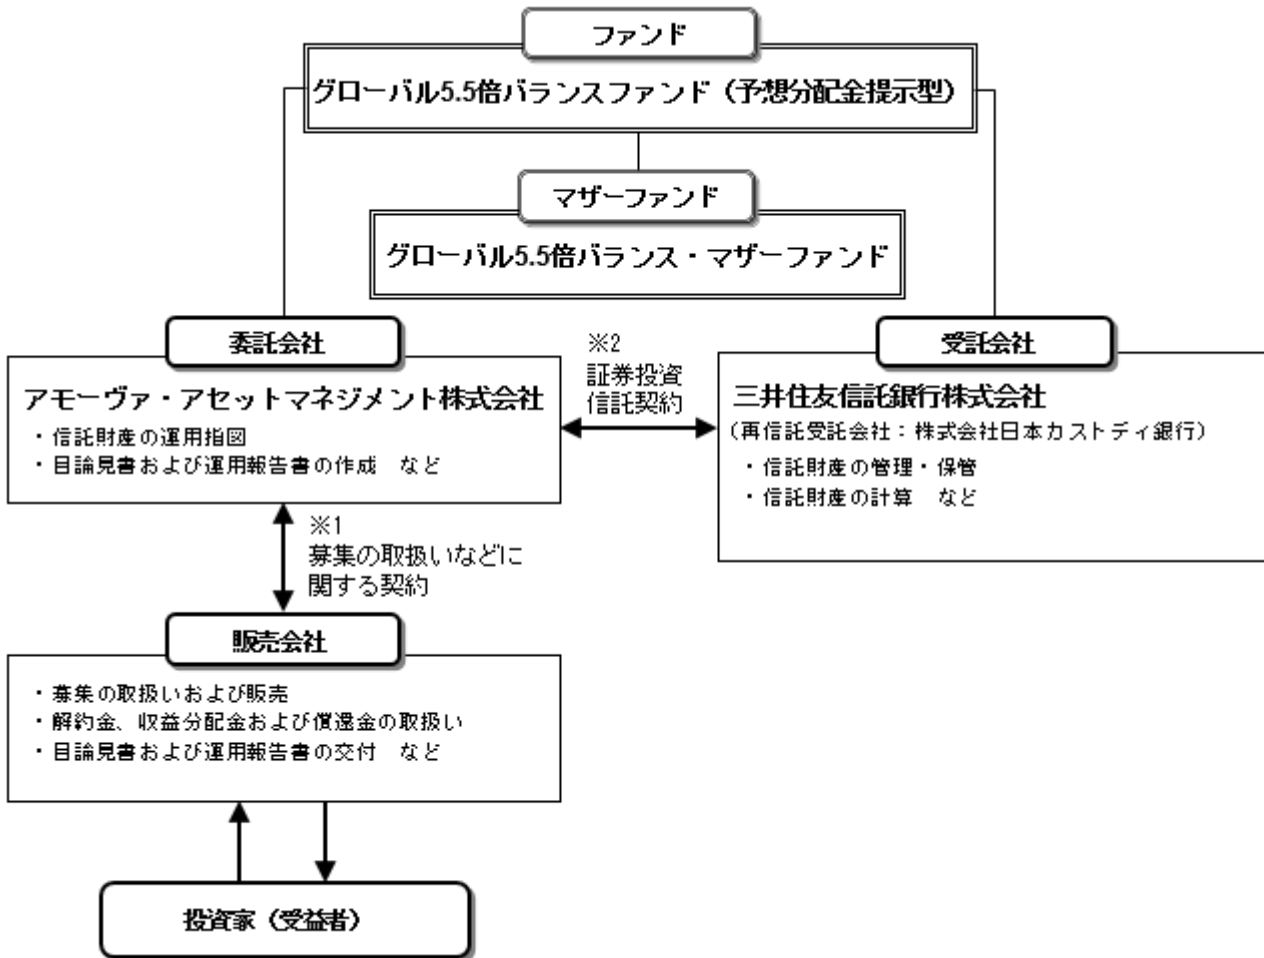 ファンド
グローバル5.5倍バランスファンド（予想分配金提示型）
マザーファンド
グローバル5.5倍バランス・マザーファンド
委託会社
アモーヴァ・アセットマネジメント株式会社
・信託財産の運用指図
・目論見書および運用報告書の作成　など
※2
証券投資
信託契約
受託会社
三井住友信託銀行株式会社
（再信託受託会社：株式会社日本カストディ銀行）
・信託財産の管理・保管
・信託財産の計算　など
※1
募集の取扱いなどに
関する契約
販売会社
・募集の取扱いおよび販売
・解約金、収益分配金および償還金の取扱い
・目論見書および運用報告書の交付　など
投資家（受益者）